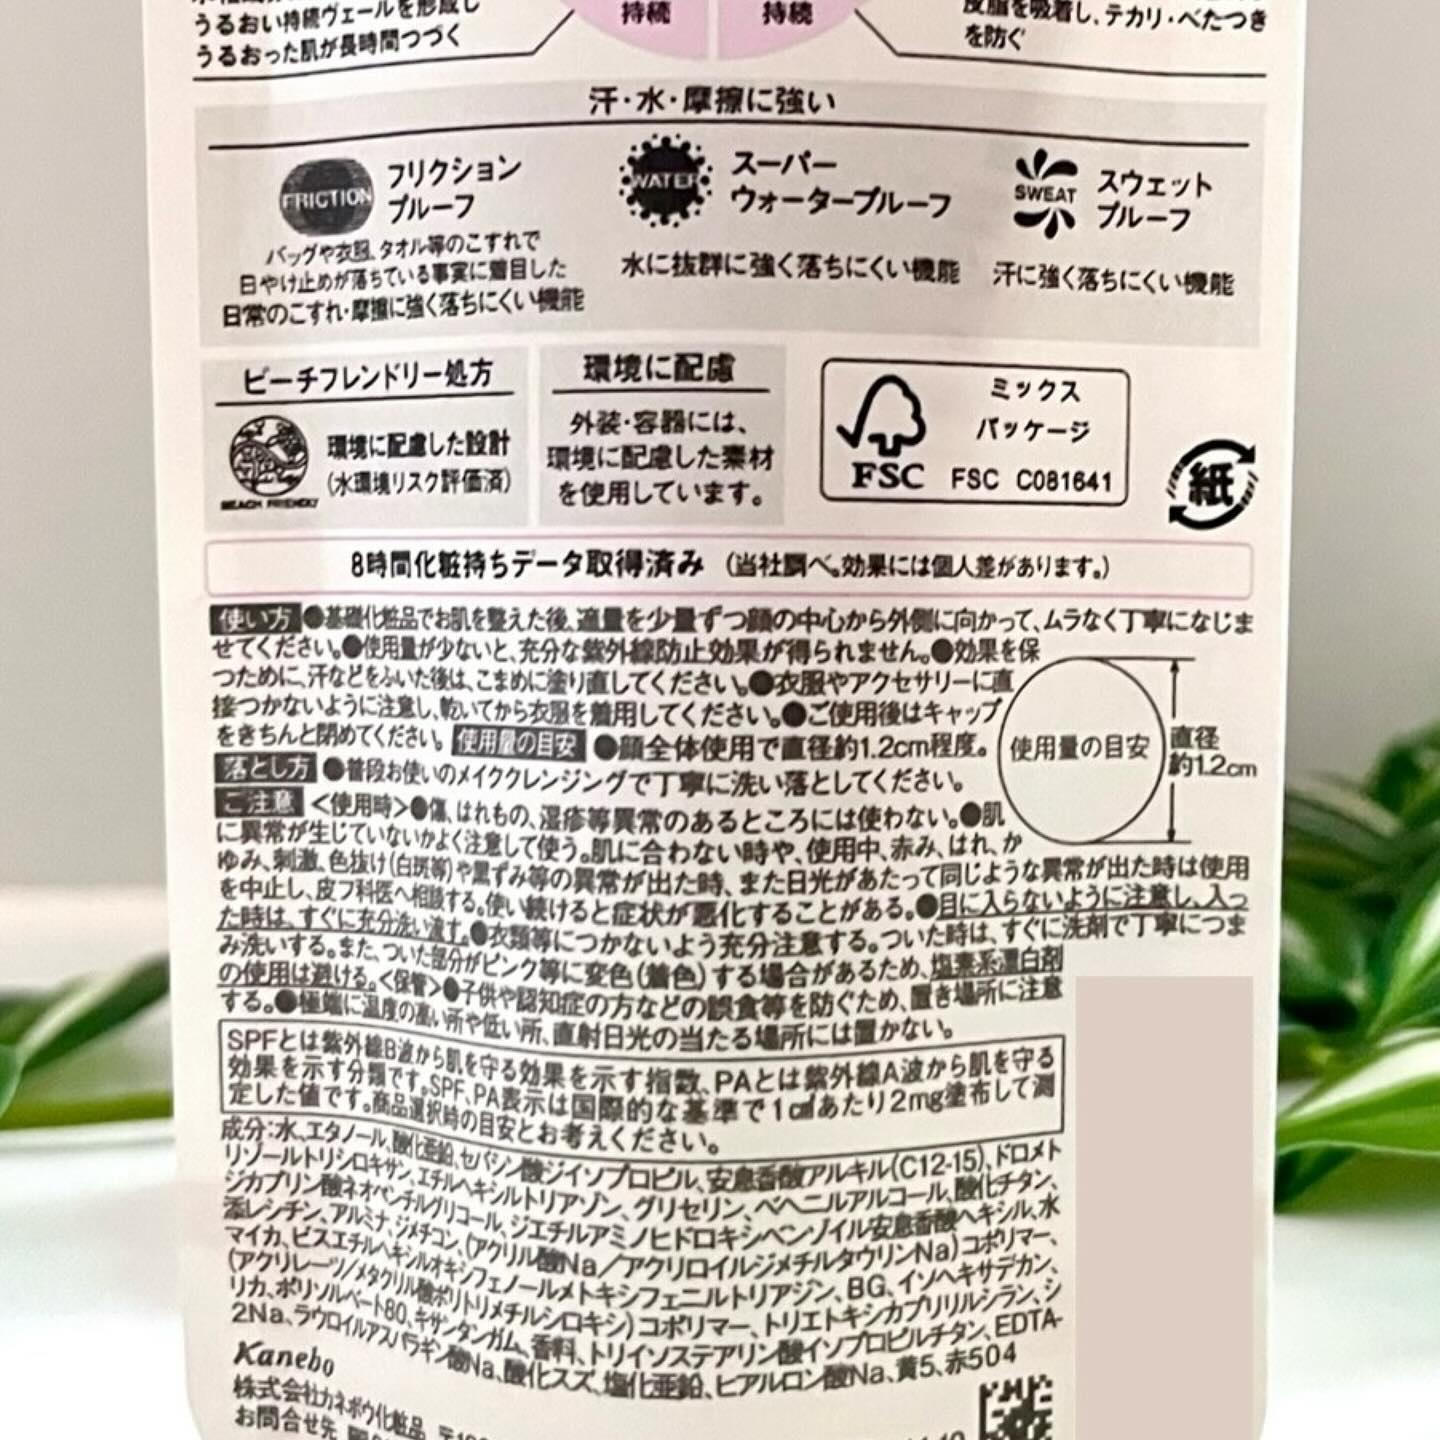 うるおい持続ヴェールを形成し
うるおった肌が長時間つづく
持続
持続
皮脂を吸着し、テカリ・べたつき
を防ぐ
汗・水・摩擦に強い
FRICTION
フリクション
プルーフ
バッグや衣服、タオル等のこすれで
日やけ止めが落ちている事実に着目した
日常のこすれ・摩擦に強く落ちにくい機能
WATER
スーパー
ウォータープルーフ
水に抜群に強く落ちにくい機能
SWEAT
スウェット
プルーフ
汗に強く落ちにくい機能
ビーチフレンドリー処方
BEACH FRIENDLY
環境に配慮した設計
(水環境リスク評価済)
環境に配慮
外装・容器には、
環境に配慮した素材
を使用しています。
FSC
ミックス
パッケージ
FSC C081641
紙
8時間化粧持ちデータ取得済み (当社調べ。効果には個人差があります。)
使い方 ●基礎化粧品でお肌を整えた後、適量を少量ずつ顔の中心から外側に向かって、ムラなく丁寧になじま
せてください。●使用量が少ないと、充分な紫外線防止効果が得られません。●効果を保
つために、汗などをふいた後は、こまめに塗り直してください。●衣服やアクセサリーに直
接つかないように注意し、乾いてから衣服を着用してください。●ご使用後はキャップ
をきちんと閉めてください。 使用量の目安 ●顔全体使用で直径約1.2cm程度。
使用量の目安
直径
約1.2cm
落とし方 ●普段お使いのメイククレンジングで丁寧に洗い落としてください。
ご注意 <使用時>●傷、はれもの、湿疹等異常のあるところには使わない。●肌
に異常が生じていないかよく注意して使う。肌に合わない時や、使用中、赤み、はれ、か
ゆみ、刺激、色抜け(白斑等)や黒ずみ等の異常が出た時、また日光があたって同じような異常が出た時は使用
を中止し、皮フ科医へ相談する。使い続けると症状が悪化することがある。●目に入らないように注意し、入っ
た時は、すぐに充分洗い流す。●衣類等につかないよう充分注意する。ついた時は、すぐに洗剤で丁寧につま
み洗いする。また、ついた部分がピンク等に変色(着色)する場合があるため、塩素系漂白剤
の使用は避ける。<保管>●子供や認知症の方などの誤食等を防ぐため、置き場所に注意
する。●極端に温度の高い所や低い所、直射日光の当たる場所には置かない。
SPFとは紫外線B波から肌を守る効果を示す指数、PAとは紫外線A波から肌を守る
効果を示す分類です。SPF、PA表示は国際的な基準で1㎠あたり2mg塗布して測
定した値です。商品選択時の目安とお考えください。
成分:水、エタノール、酸化亜鉛、セバシン酸ジイソプロピル、安息香酸アルキル(C12-15)、ドロメト
リゾールトリシロキサン、エチルヘキシルトリアゾン、グリセリン、ベヘニルアルコール、酸化チタン、
ジカプリン酸ネオペンチルグリコール、ジエチルアミノヒドロキシベンゾイル安息香酸ヘキシル、水
添レシチン、アルミナ、ジメチコン、(アクリル酸Na/アクリロイルジメチルタウリンNa)コポリマー、
マイカ、ビスエチルヘキシルオキシフェノールメトキシフェニルトリアジン、BG、イソヘキサデカン、
(アクリレーツ/メタクリル酸ポリトリメチルシロキシ)コポリマー、トリエトキシカプリリルシラン、シ
リカ、ポリソルベート80、キサンタンガム、香料、トリイソステアリン酸イソプロピルチタン、EDTA-
2Na、ラウロイルアスパラギン酸Na、酸化スズ、塩化亜鉛、ヒアルロン酸Na、黄5、赤504
Kanebo
株式会社カネボウ化粧品
お問合せ先